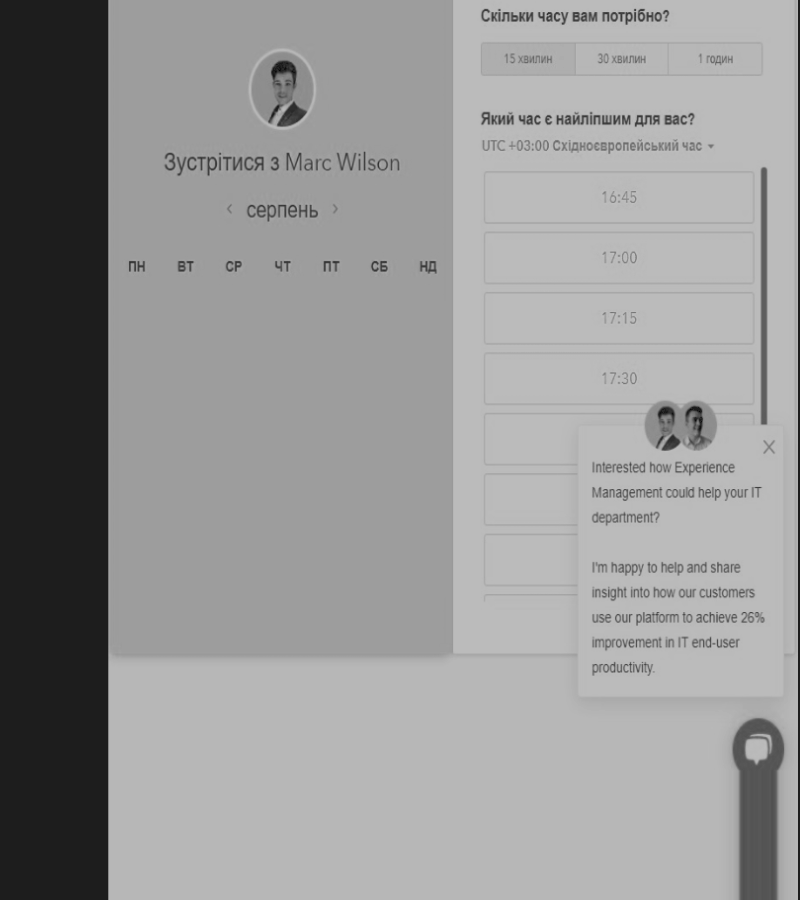 Зустрітися з Marc Wilson
‹ серпень ›
ПН ВТ СР ЧТ ПТ СБ НД
Скільки часу вам потрібно?
15 хвилин 30 хвилин 1 годин
Який час є найліпшим для вас?
UTC +03:00 Східноєвропейський час
16:45
17:00
17:15
17:30
Interested how Experience
Management could help your IT
department?
I'm happy to help and share
insight into how our customers
use our platform to achieve 26%
improvement in IT end-user
productivity.